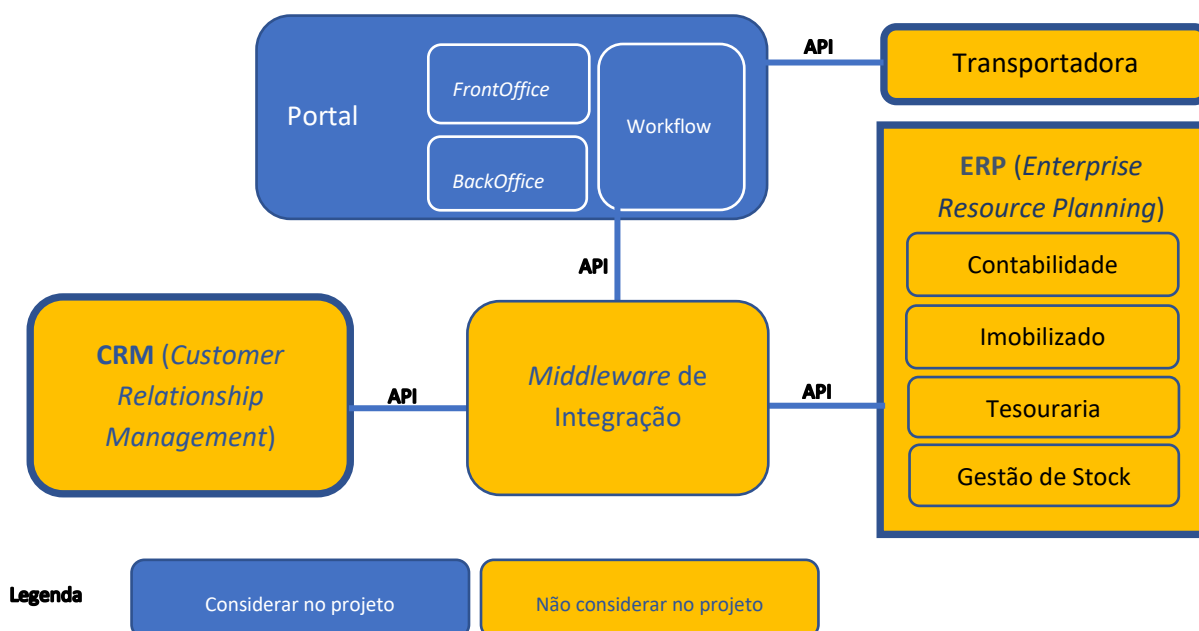 API
Transportadora
Portal
FrontOffice
BackOffice
Workflow
ERP (Enterprise
Resource Planning)
Contabilidade
Imobilizado
Tesouraria
Gestão de Stock
API
CRM (Customer
Relationship
Management)
API
Middleware de
Integração
API
Legenda
Considerar no projeto
Não considerar no projeto